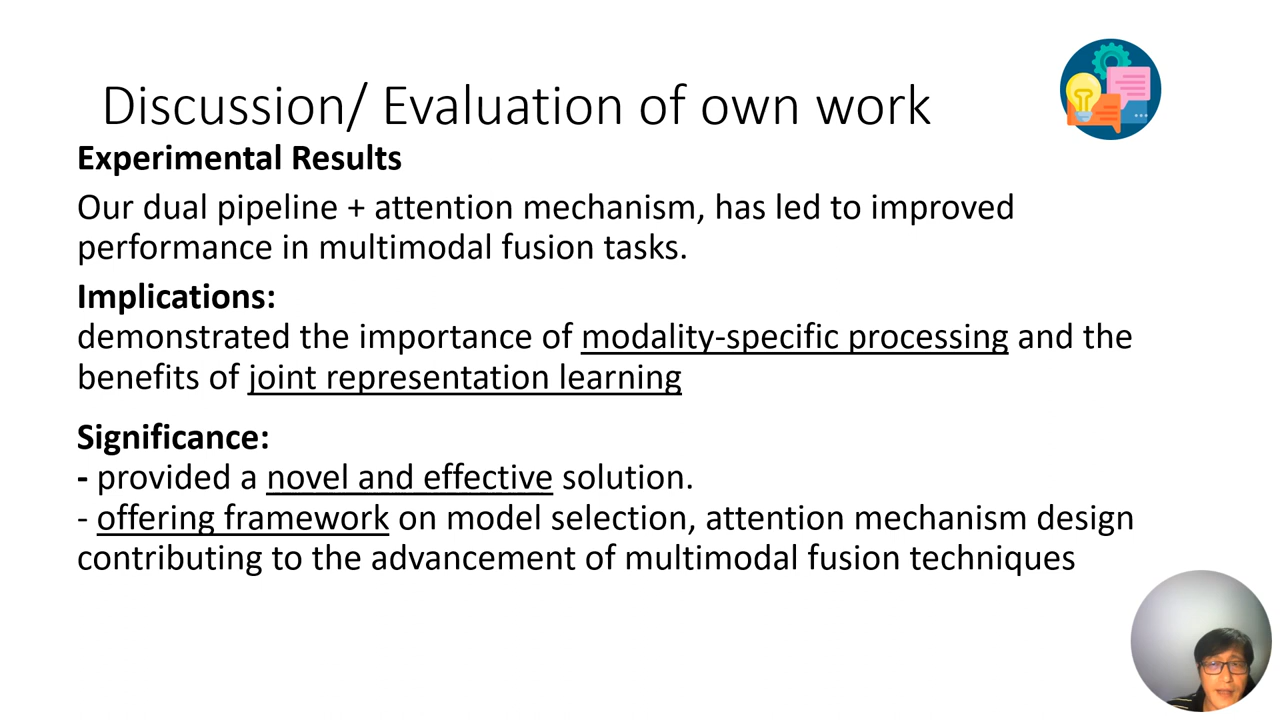 Discussion/ Evaluation of own work
Experimental Results
Our dual pipeline + attention mechanism, has led to improved
performance in multimodal fusion tasks.
Implications:
demonstrated the importance of modality-specific processing and the
benefits of joint representation learning
Significance:
- provided a novel and effective solution.
- offering framework on model selection, attention mechanism design
contributing to the advancement of multimodal fusion techniques